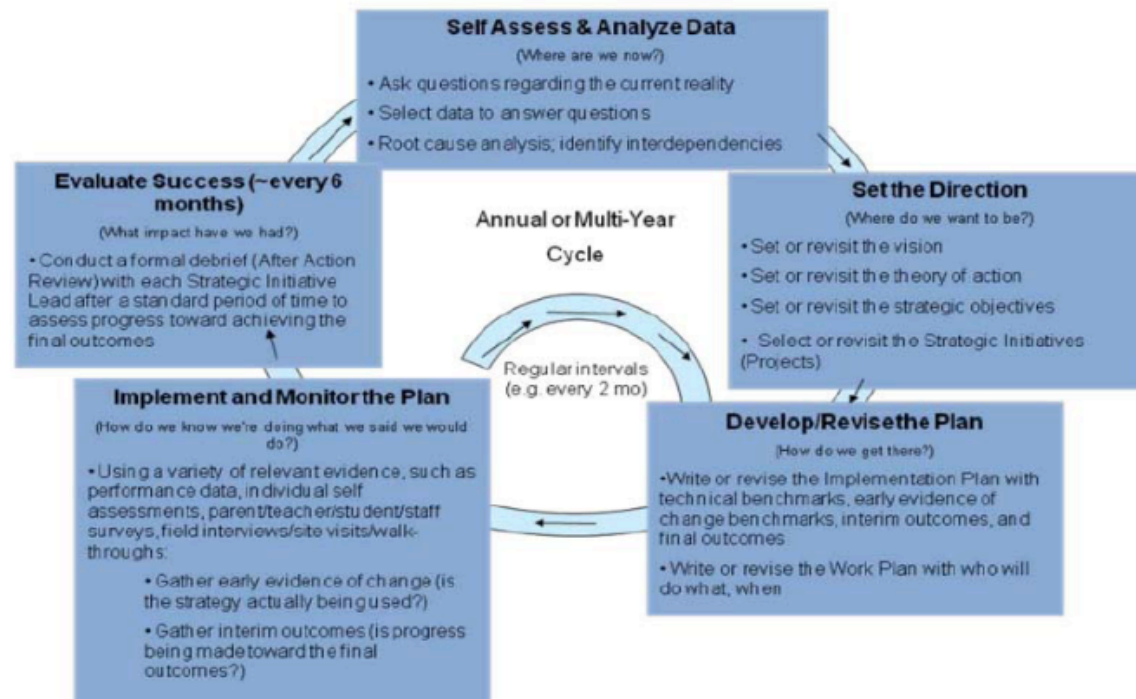 Self Assess & Analyze Data
(Where are we now?)
• Ask questions regarding the current reality
• Select data to answer questions
• Root cause analysis; identify interdependencies
Set the Direction
(Where do we want to be?)
• Set or revisit the vision
• Set or revisit the theory of action
• Set or revisit the strategic objectives
• Select or revisit the Strategic Initiatives
(Projects)
Develop/Revise the Plan
(How do we get there?)
•Write or revise the Implementation Plan with
technical benchmarks, early evidence of
change benchmarks, interim outcomes, and
final outcomes
• Write or revise the Work Plan with who will
do what, when
Implement and Monitor the Plan
(How do we know we're doing what we said we would
do?)
•Using a variety of relevant evidence, such as
performance data, individual self
assessments, parent/teacher/student/staff
surveys, field interviews/site visits/walk-
throughs:
• Gather early evidence of change (is
the strategy actually being used?)
• Gather interim outcomes (is progress
being made toward the final
outcomes?)
Evaluate Success (~every 6
months)
(What impact have we had?)
•Conduct a formal debrief (After Action
Review) with each Strategic Initiative
Lead after a standard period of time to
assess progress toward achieving the
final outcomes
Annual or Multi-Year
Cycle
Regular intervals
(e.g. every 2 mo)